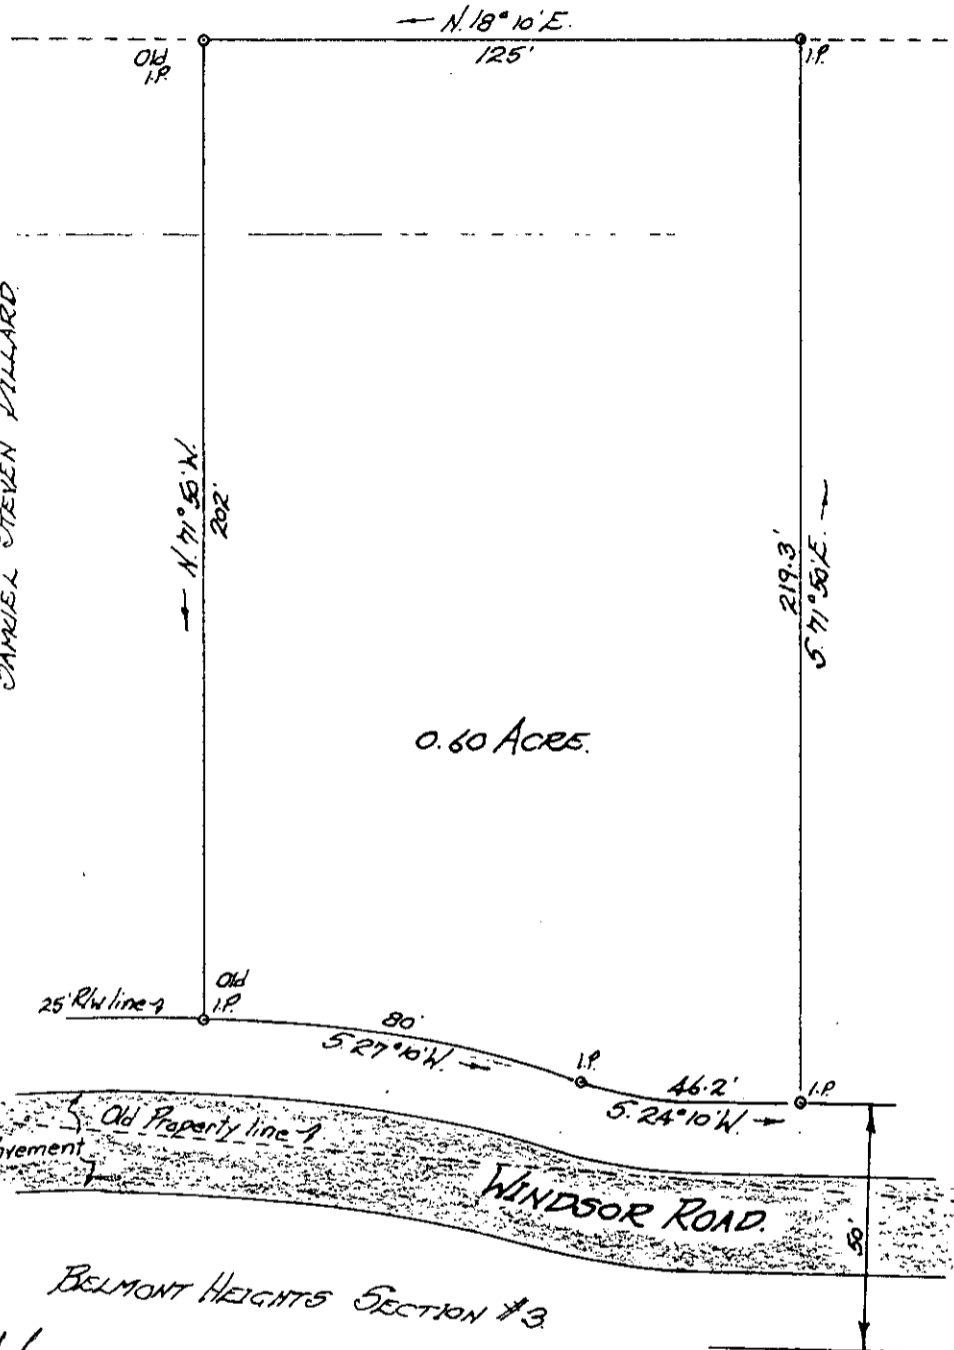 N. 18° 10' E.
125'
Old
I.P.
I.P.
SAMUEL STEVEN DILLARD.
N. 71° 50' W.
202'
219.3'
S. 71° 50' E.
0.60 ACRE.
25' R/W line
Old
I.P.
80'
S. 27° 10' W.
I.P.
46.2'
S. 24° 10' W.
I.P.
Old Property line
vement
WINDSOR ROAD.
50'
BELMONT HEIGHTS SECTION #3.